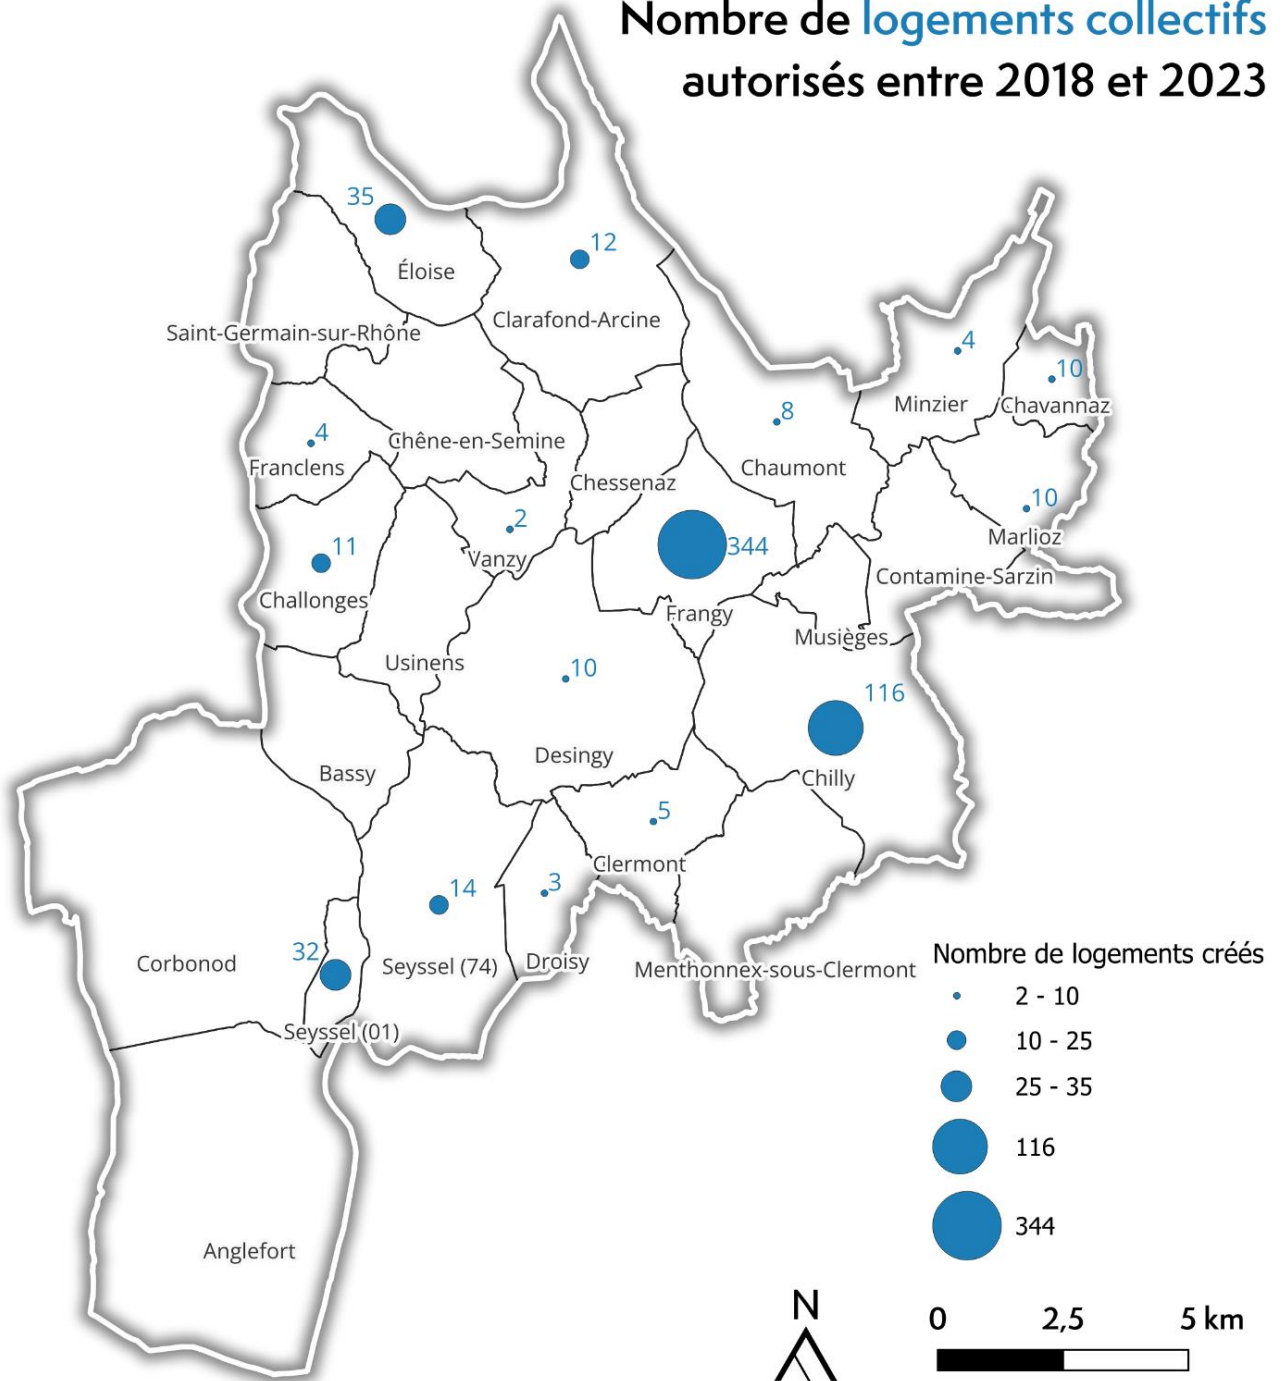 Nombre de logements collectifs
autorisés entre 2018 et 2023
35
Éloise
12
Clarafond-Arcine
Saint-Germain-sur-Rhône
4
Minzier
10
Chavannaz
8
Chaumont
4
Franclens
Chêne-en-Semine
Chessenaz
10
Marlioz
2
Vanzy
344
Frangy
11
Challonges
Contamine-Sarzin
Musièges
Usinens
10
Desingy
116
Chilly
Bassy
5
Clermont
14
Seyssel (74)
3
Droisy
Menthonnex-sous-Clermont
Corbonod
32
Seyssel (01)
Anglefort
Nombre de logements créés
2 - 10
10 - 25
25 - 35
116
344
N
0 2,5 5 km